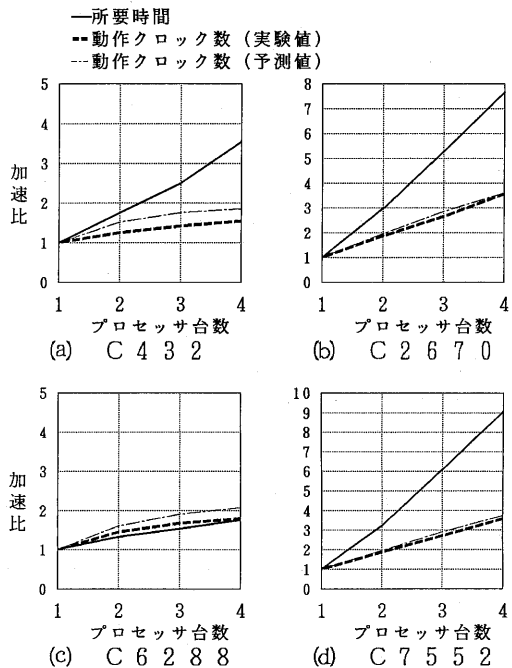 所要時間
動作クロック数（実験値）
動作クロック数（予測値）
5
4
3
2
1
0
加速比
1 2 3 4
プロセッサ台数
(a) C432
8
7
6
5
4
3
2
1
0
1 2 3 4
プロセッサ台数
(b) C2670
5
4
3
2
1
0
加速比
1 2 3 4
プロセッサ台数
(c) C6288
10
9
8
7
6
5
4
3
2
1
0
1 2 3 4
プロセッサ台数
(d) C7552